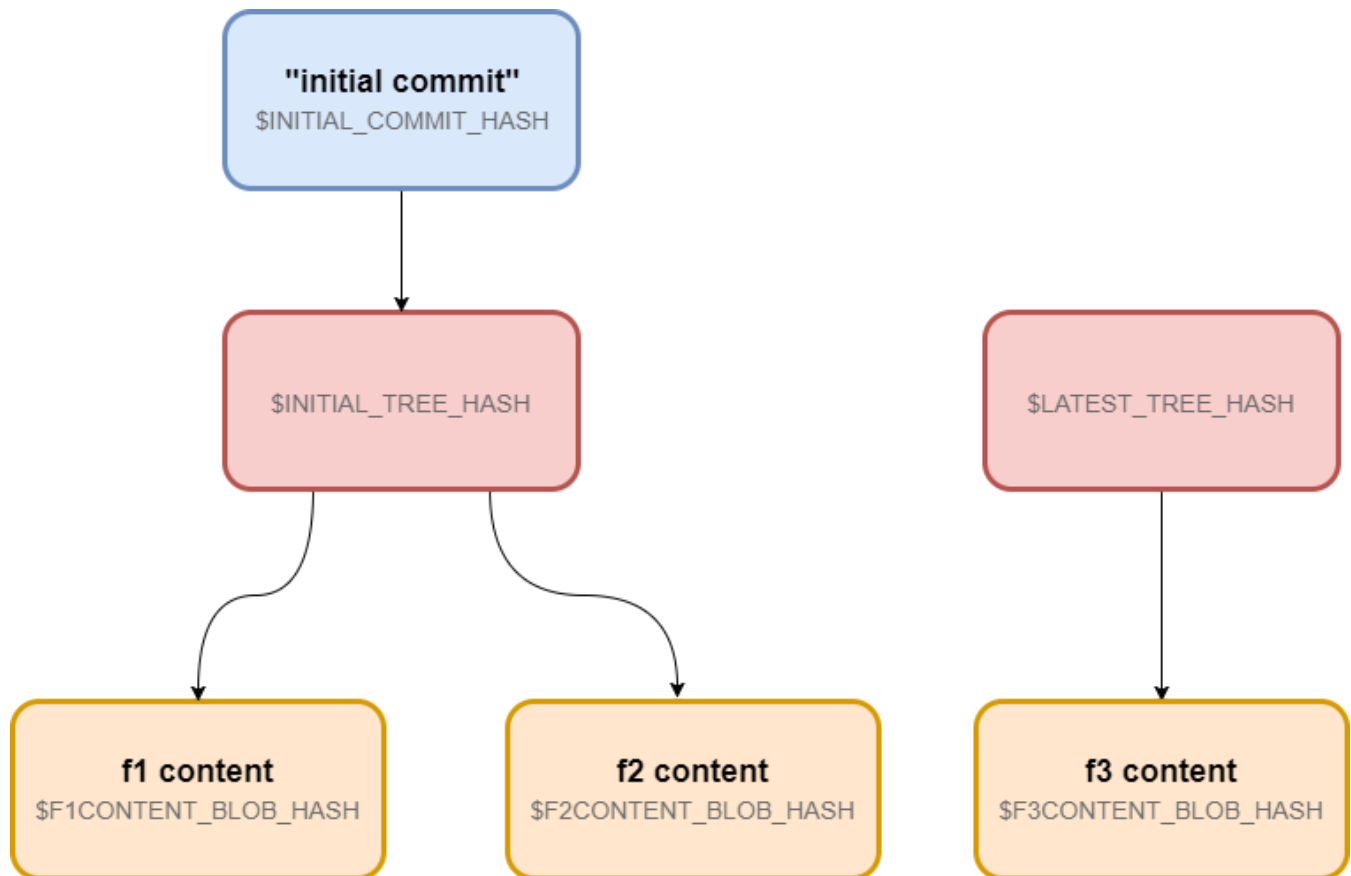 "initial commit"
$INITIAL_COMMIT_HASH
$INITIAL_TREE_HASH
$LATEST_TREE_HASH
f1 content
$F1CONTENT_BLOB_HASH
f2 content
$F2CONTENT_BLOB_HASH
f3 content
$F3CONTENT_BLOB_HASH